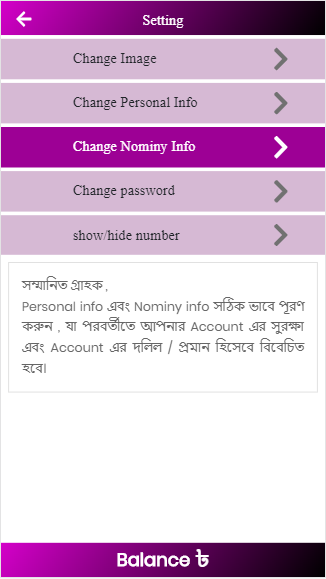 Setting
Change Image
Change Personal Info
Change Nominy Info
Change password
show/hide number
সম্মানিত গ্রাহক ,
Personal info এবং Nominy info সঠিক ভাবে পূরণ
করুন , যা পরবর্তীতে আপনার Account এর সুরক্ষা
এবং Account এর দলিল / প্রমান হিসেবে বিবেচিত
হবে।
Balance ৳